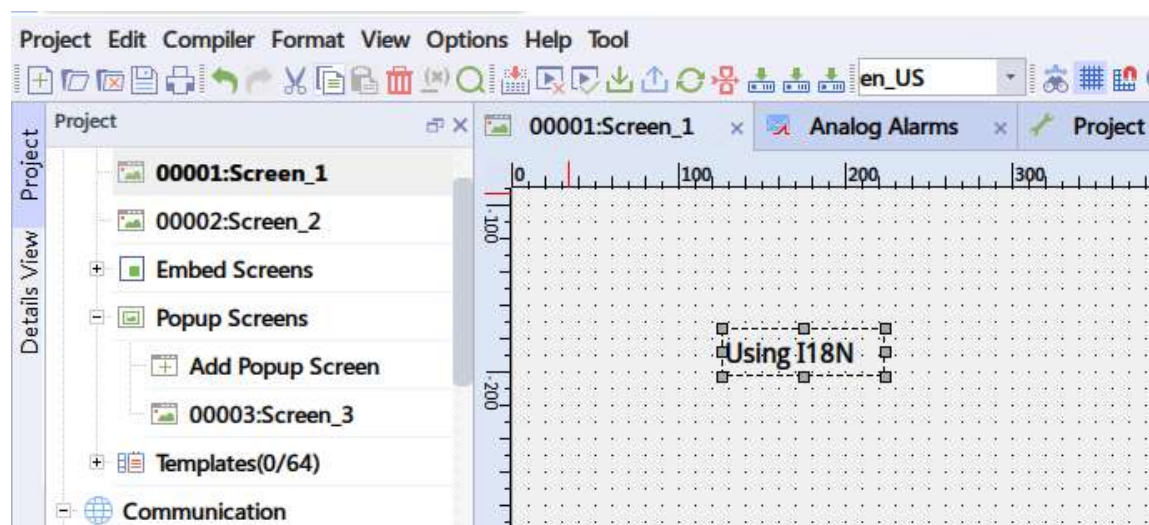 Project Edit Compiler Format View Options Help Tool
en_US
Project
Details View
Project
00001:Screen_1
00002:Screen_2
Embed Screens
Popup Screens
Add Popup Screen
00003:Screen_3
Templates(0/64)
Communication
00001:Screen_1
Analog Alarms
Project
0 100 200 300
-100
-200
Using I18N